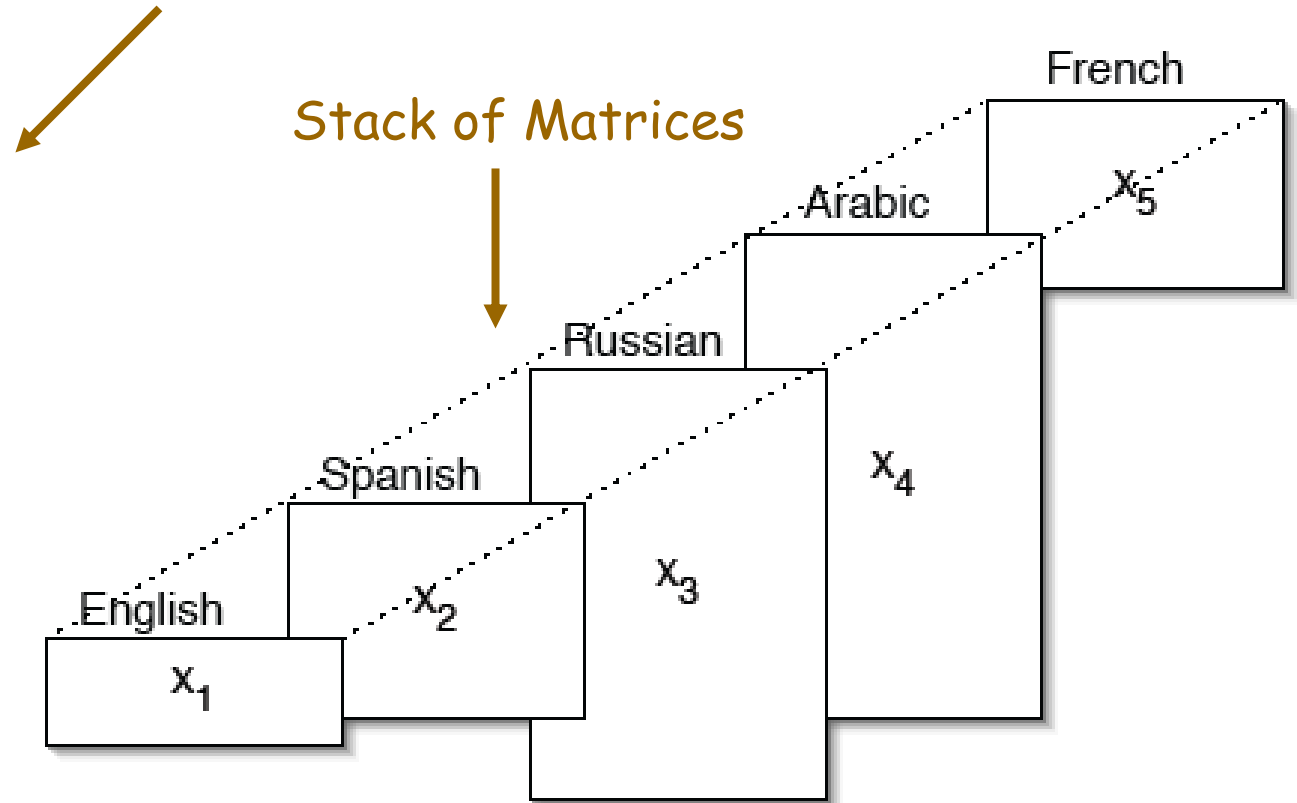 French
Stack of Matrices
X5
Arabic
Russian
X4
Spanish
X3
English
X2
X1